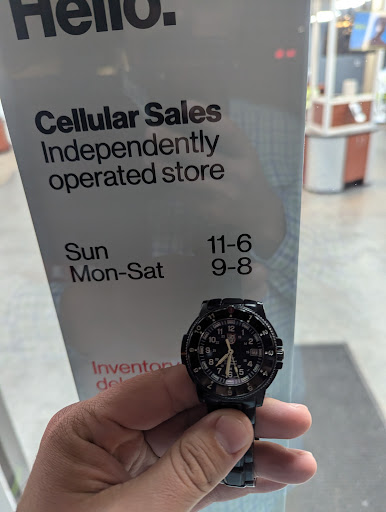 Hello.
Cellular Sales
Independently
operated store
Sun 11-6
Mon-Sat 9-8